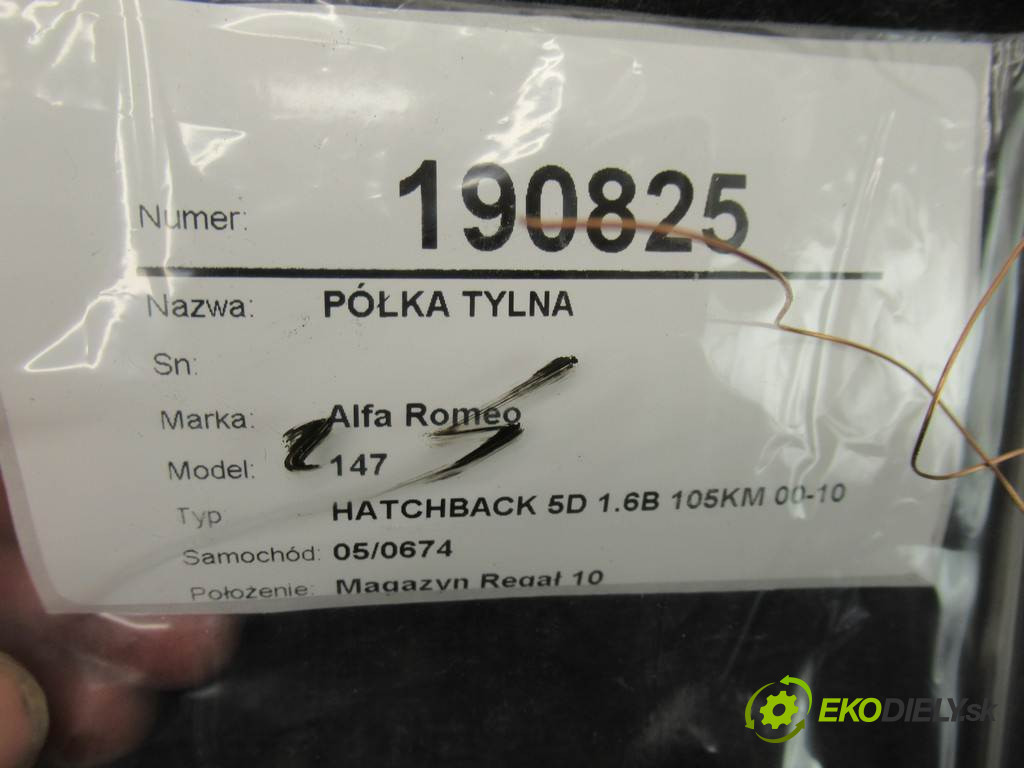 Numer: 190825
Nazwa: PÓŁKA TYLNA
Sn:
Marka: Alfa Romeo
Model: 147
Typ HATCHBACK 5D 1.6B 105KM 00-10
Samochód: 05/0674
Położenie: Magazyn Regał 10
EKODIELY.sk